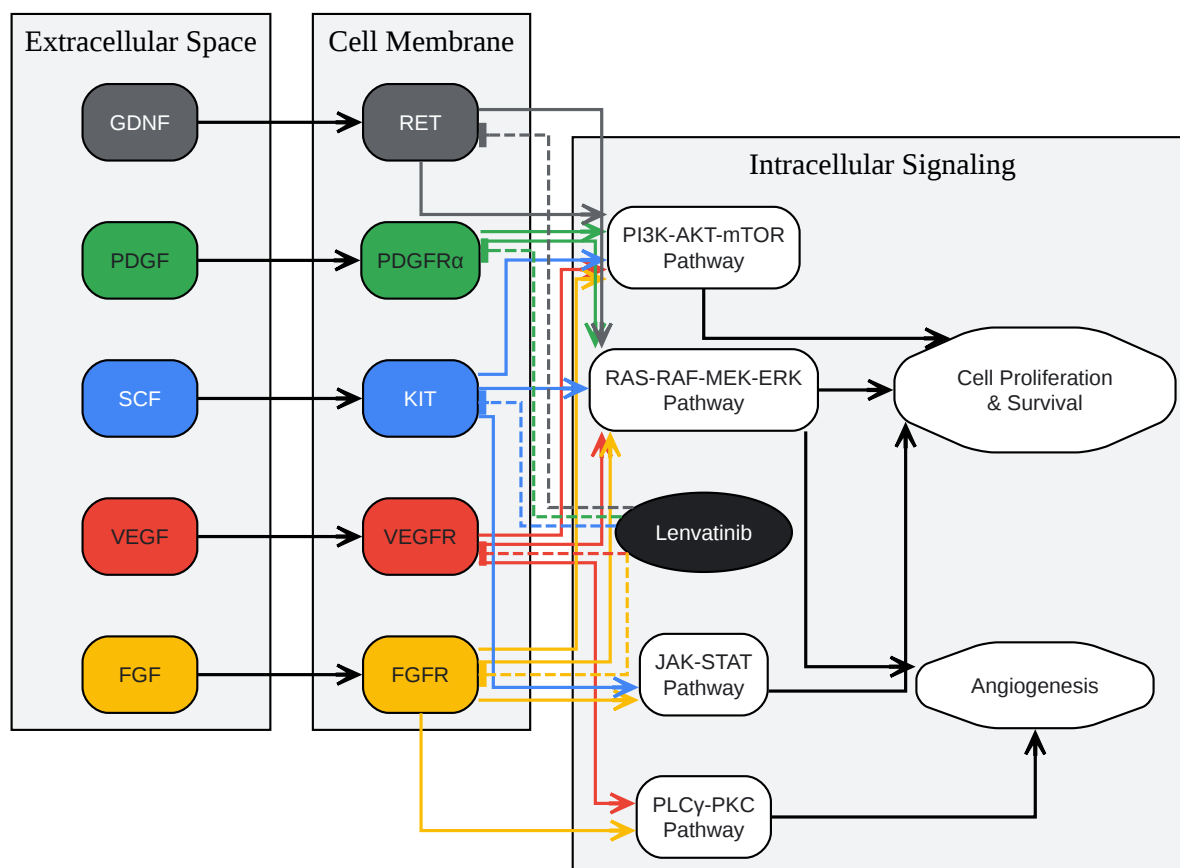 Extracellular Space
Cell Membrane
GDNF
RET
Intracellular Signaling
PDGF
PDGFRα
PI3K-AKT-mTOR
Pathway
SCF
KIT
RAS-RAF-MEK-ERK
Pathway
Cell Proliferation
& Survival
VEGF
VEGFR
Lenvatinib
FGF
FGFR
JAK-STAT
Pathway
Angiogenesis
PLCγ-PKC
Pathway